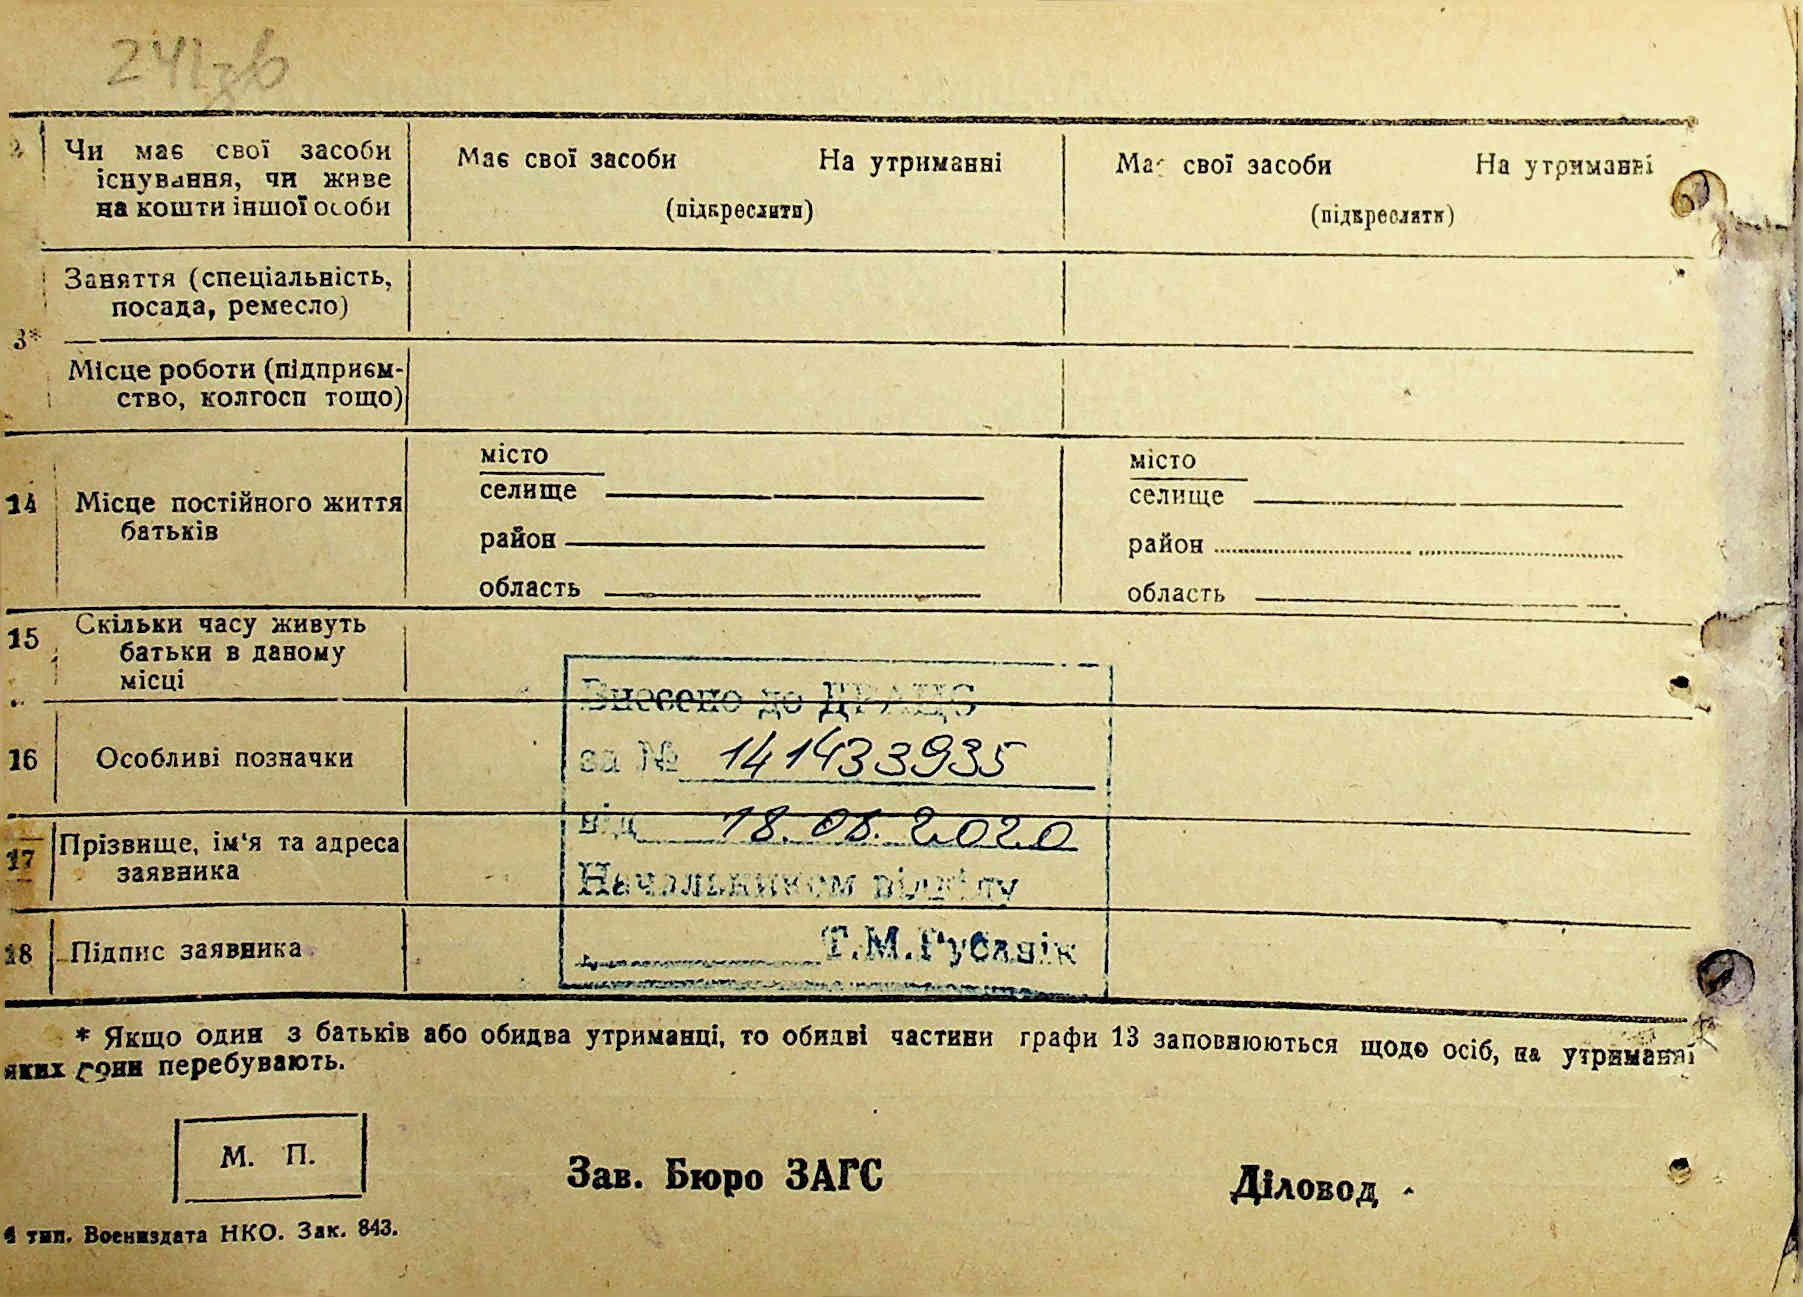 241зв
Чи має свої засоби існування, чи живе на кошти іншої особи
Має свої засоби На утриманні
(підкреслити)
Має свої засоби На утриманні
(підкреслити)
Заняття (спеціальність, посада, ремесло)
3*
Місце роботи (підприємство, колгосп тощо)
14 Місце постійного життя батьків
місто
селище
район
область
місто
селище
район
область
15 Скільки часу живуть батьки в даному місці
16 Особливі позначки
17 Прізвище, ім'я та адреса заявника
18 Підпис заявника
Внесено до ДРАЦС
за № 141433935
від 18.06.2020
Начальником відділу
Т.М.Рубанік
* Якщо один з батьків або обидва утриманці, то обидві частини графи 13 заповнюються щодо осіб, на утриманні
яких вони перебувають.
М. П.
Зав. Бюро ЗАГС
Діловод
тип. Воениздата НКО. Зак. 843.